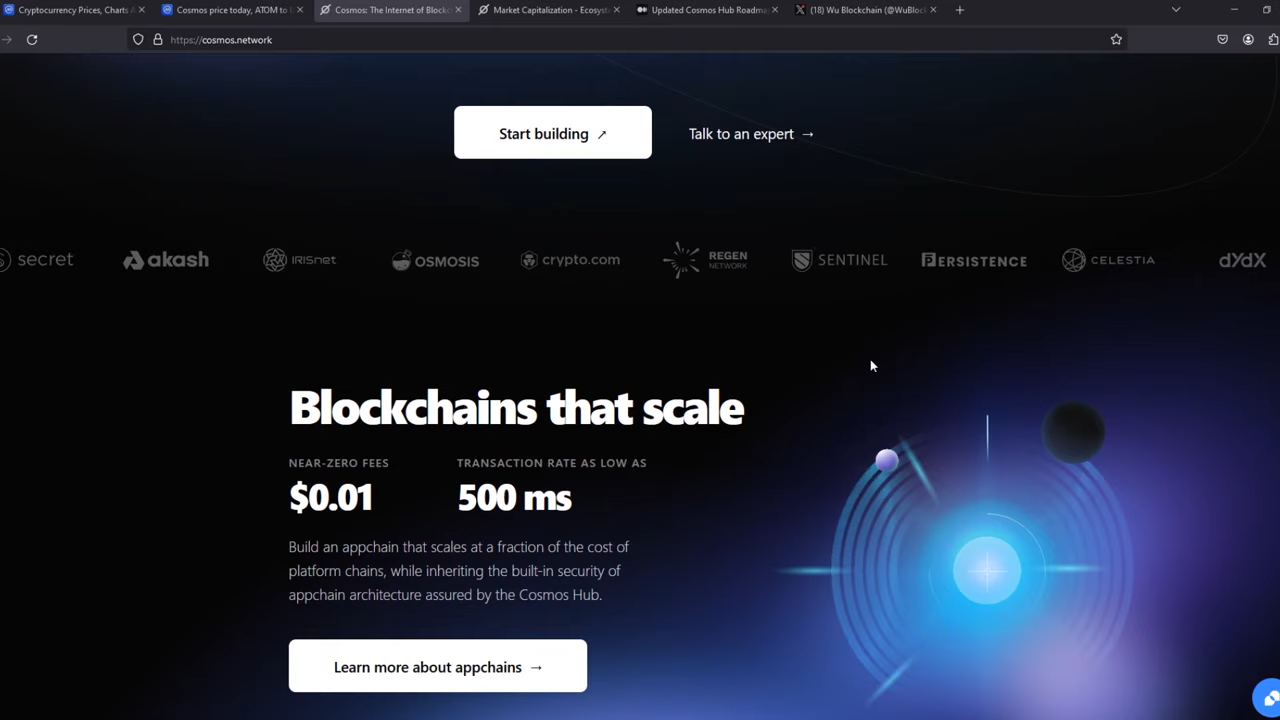 Cryptocurrency Prices, Charts A
Cosmos price today, ATOM to
Cosmos: The Internet of Blockc
Market Capitalization - Ecosyst
Updated Cosmos Hub Roadma
(18) Wu Blockchain (@WuBlock
https://cosmos.network
Start building ↗
Talk to an expert →
secret
akash
IRISnet
OSMOSIS
crypto.com
REGEN
NETWORK
SENTINEL
PERSISTENCE
CELESTIA
dYdX
Blockchains that scale
NEAR-ZERO FEES
TRANSACTION RATE AS LOW AS
$0.01
500 ms
Build an appchain that scales at a fraction of the cost of
platform chains, while inheriting the built-in security of
appchain architecture assured by the Cosmos Hub.
Learn more about appchains →